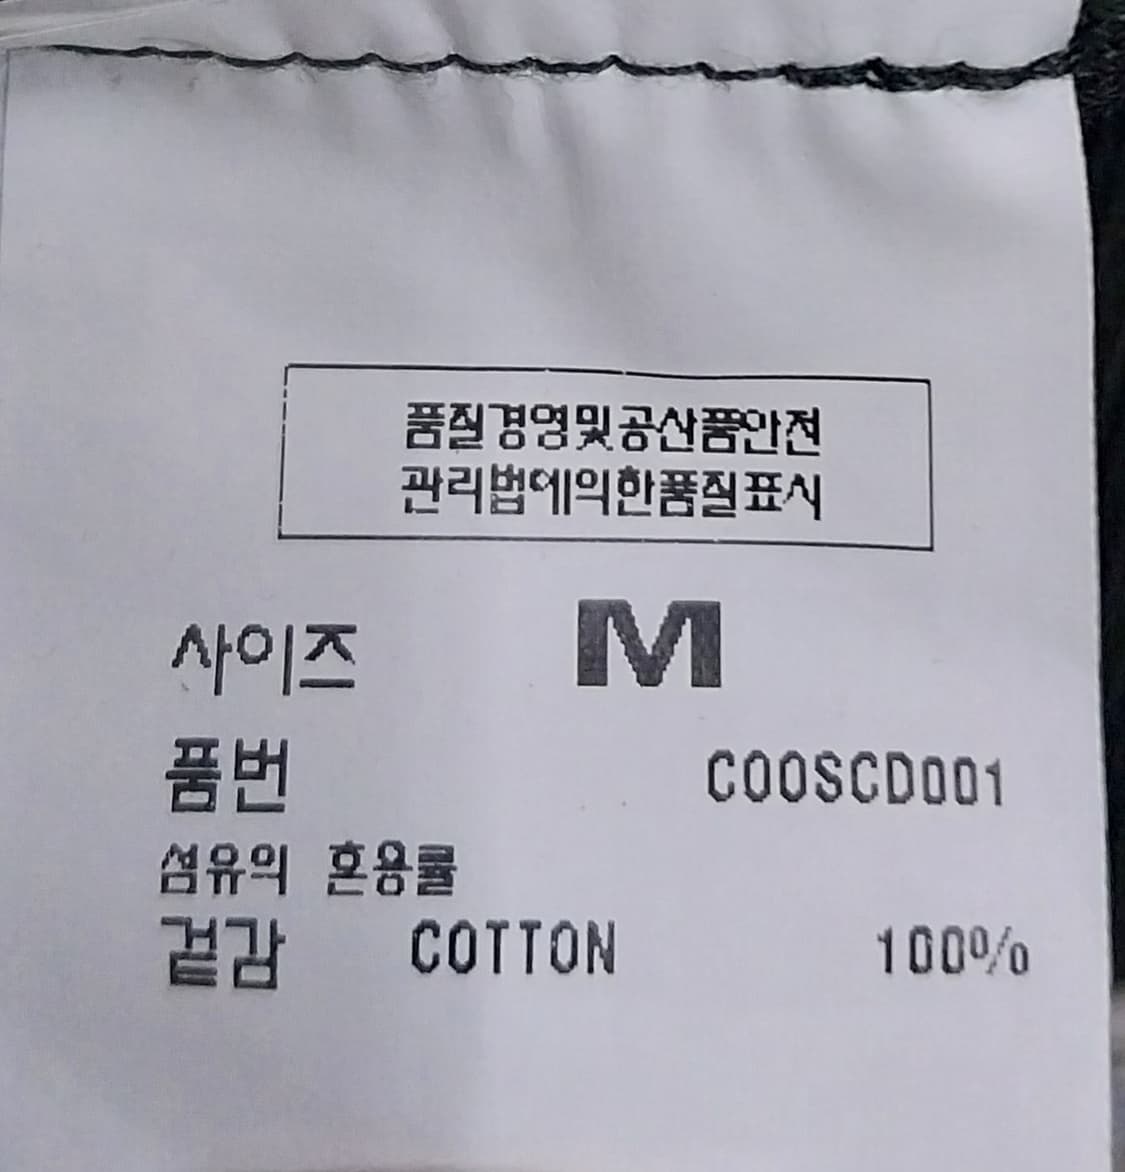 품질경영및공산품안전
관리법에의한품질표시
사이즈 M
품번 COOSCD001
섬유의 혼용률
겉감 COTTON 100%